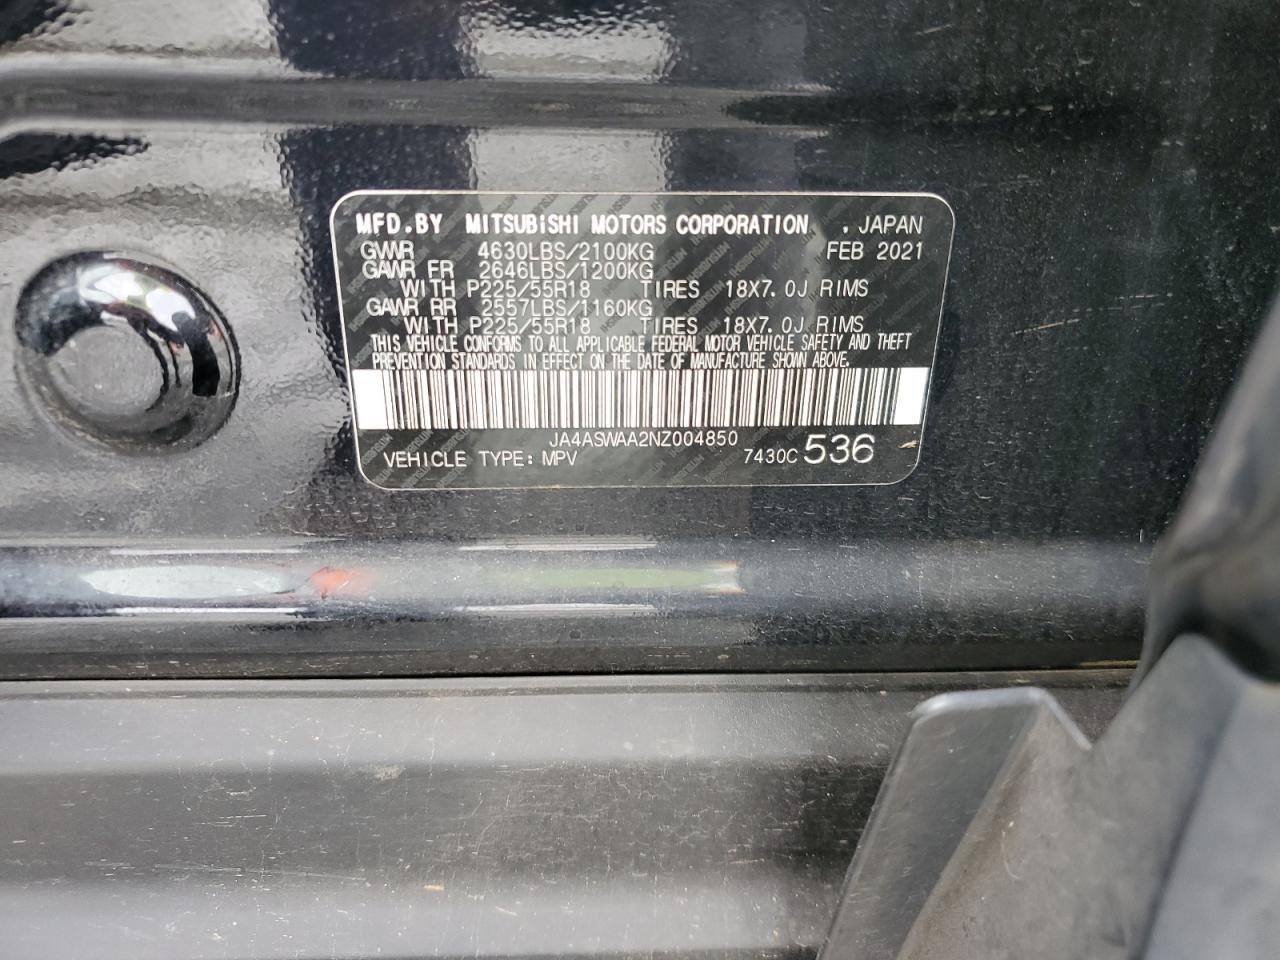 MFD.BY MITSUBiSHI MOTORS CORPORATION . JAPAN
GVWR 4630LBS/2100KG FEB 2021
GAWR FR 2646LBS/1200KG
WITH P225/55R18 TIRES 18X7.0J RIMS
GAWR RR 2557LBS/1160KG
WITH P225/55R18 TIRES 18X7.0J RIMS
THIS VEHICLE CONFORMS TO ALL APPLICABLE FEDERAL MOTOR VEHICLE SAFETY AND THEFT
PREVENTION STANDARDS IN EFFECT ON THE DATE OF MANUFACTURE SHOWN ABOVE.
JA4ASWAA2NZ004850
VEHICLE TYPE: MPV 7430C 536